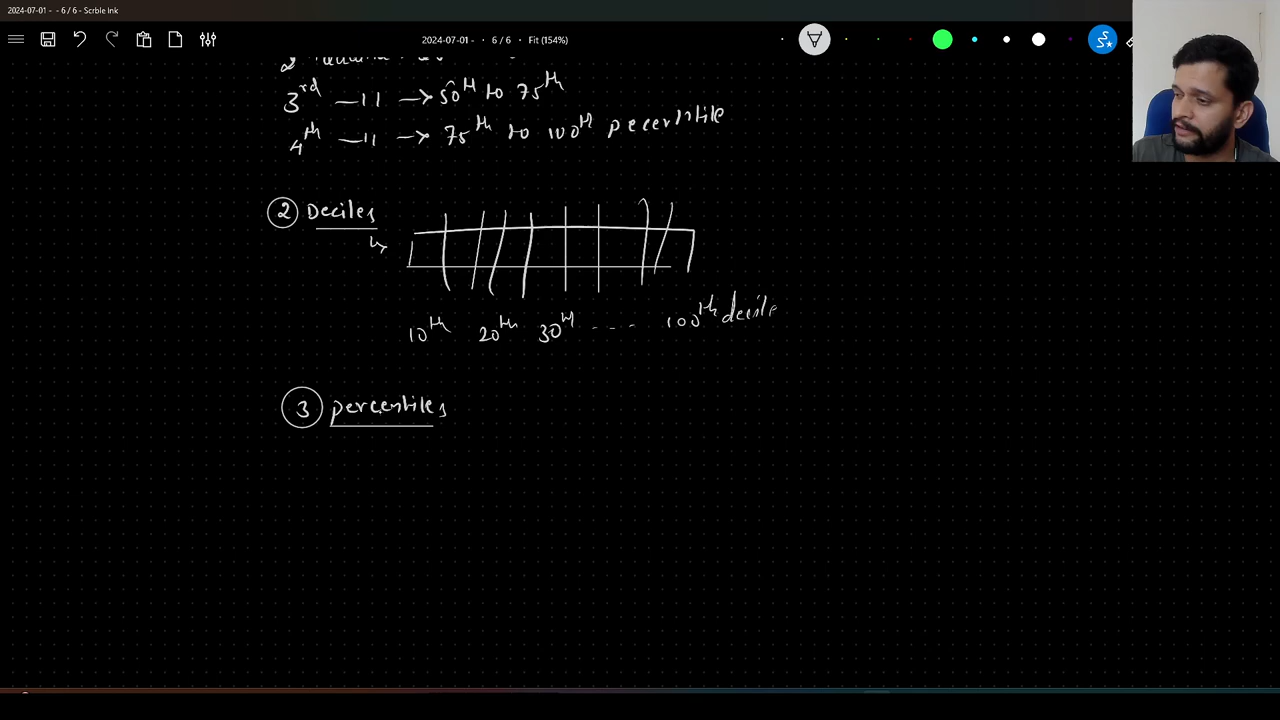 2024-07-01 - - 6 / 6 - Scrble Ink
2024-07-01 - • 6 / 6 • Fit (154%)
3rd —11 → 50th to 75th
4th —11 → 75th to 100th percentile
2 Deciles
10th 20th 30th - - - - 100th decile
3 percentiles